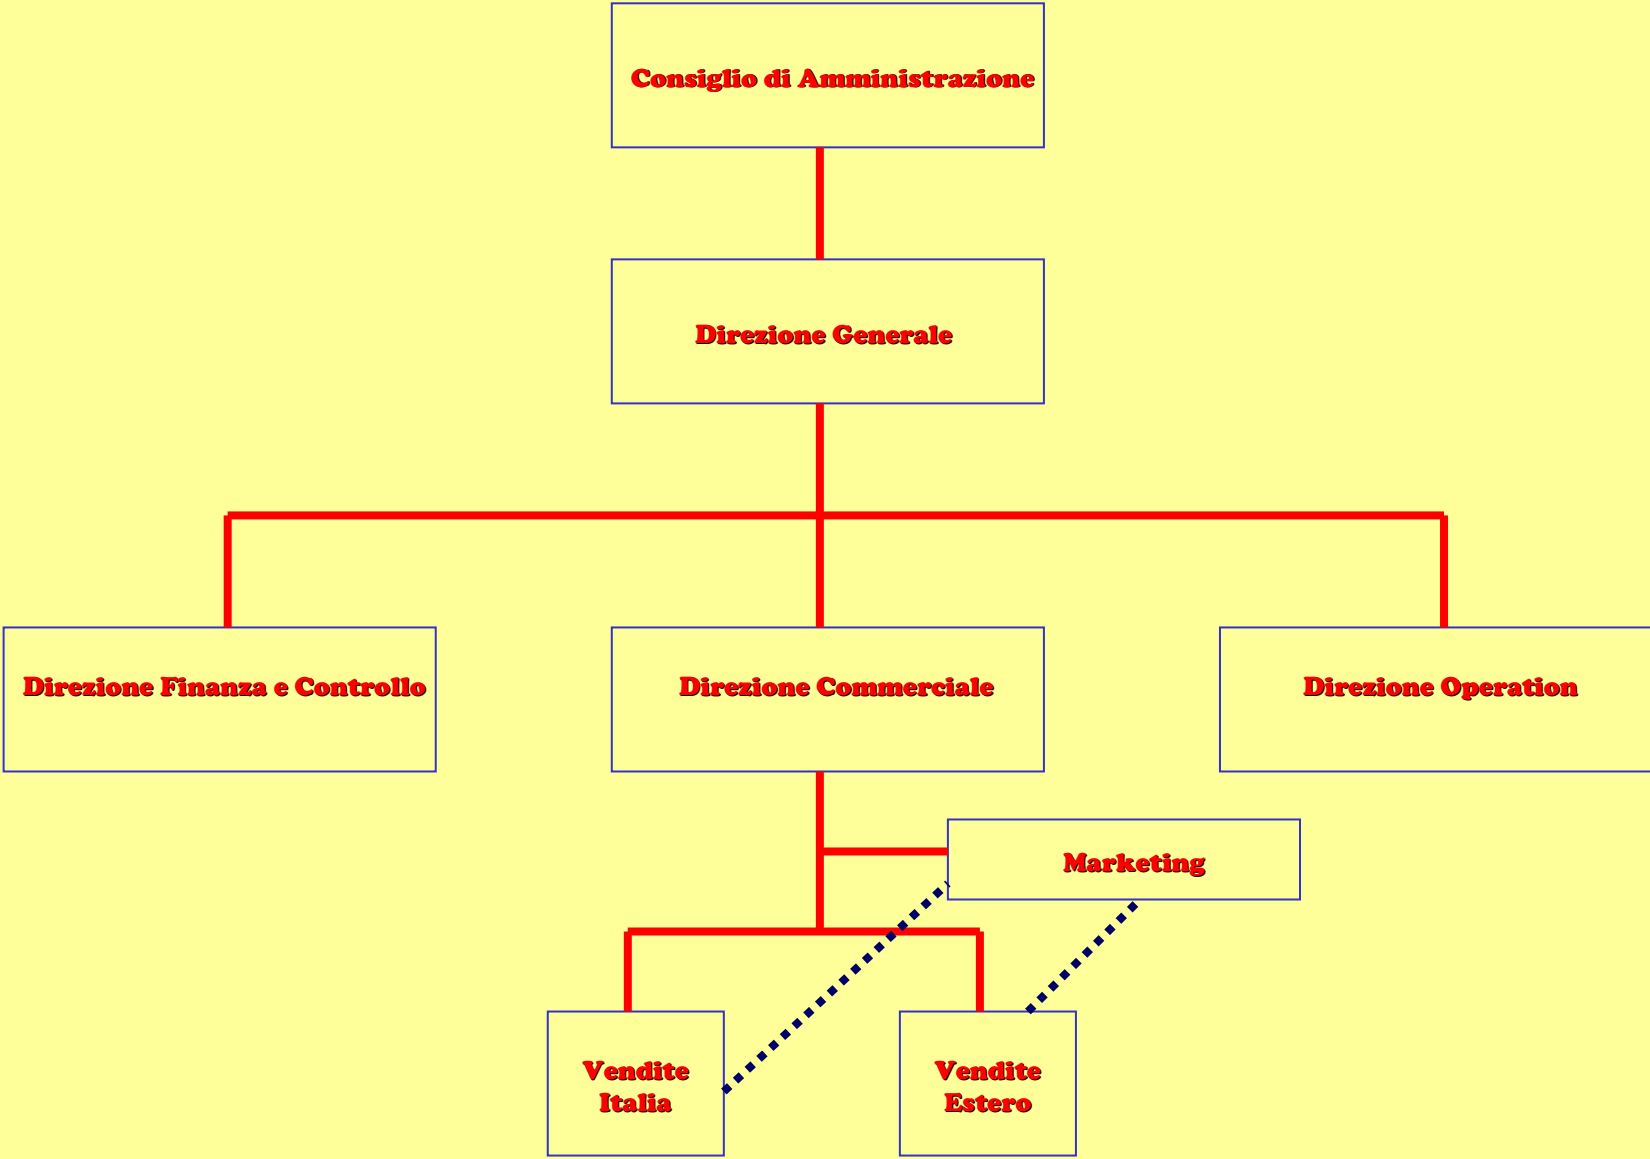 Consiglio di Amministrazione
Direzione Generale
Direzione Finanza e Controllo
Direzione Commerciale
Direzione Operation
Marketing
Vendite
Italia
Vendite
Estero